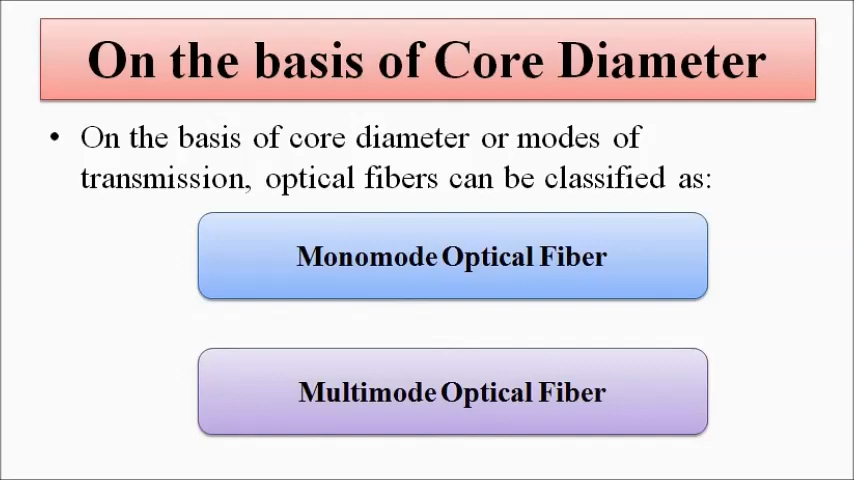 On the basis of Core Diameter
• On the basis of core diameter or modes of
transmission, optical fibers can be classified as:
Monomode Optical Fiber
Multimode Optical Fiber